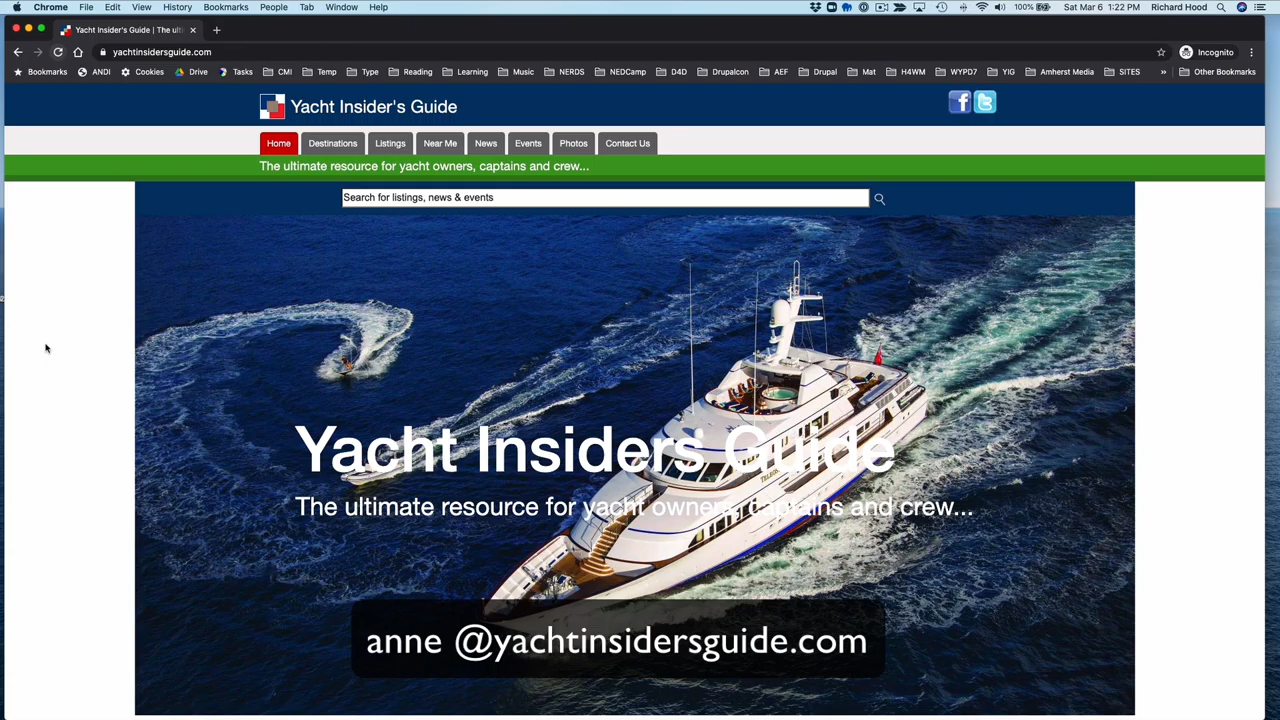 Chrome File Edit View History Bookmarks People Tab Window Help 100% Sat Mar 6 1:22 PM Richard Hood
Yacht Insider's Guide | The ulti
yachtinsidersguide.com Incognito
Bookmarks ANDI Cookies Drive Tasks CMI Temp Type Reading Learning Music NERDS NEDCamp D4D Drupalcon AEF Drupal Mat H4WM WYPD7 YIG Amherst Media SITES » Other Bookmarks
Yacht Insider's Guide
Home Destinations Listings Near Me News Events Photos Contact Us
The ultimate resource for yacht owners, captains and crew...
Search for listings, news & events
Yacht Insiders Guide
The ultimate resource for yacht owners, captains and crew...
anne @yachtinsidersguide.com